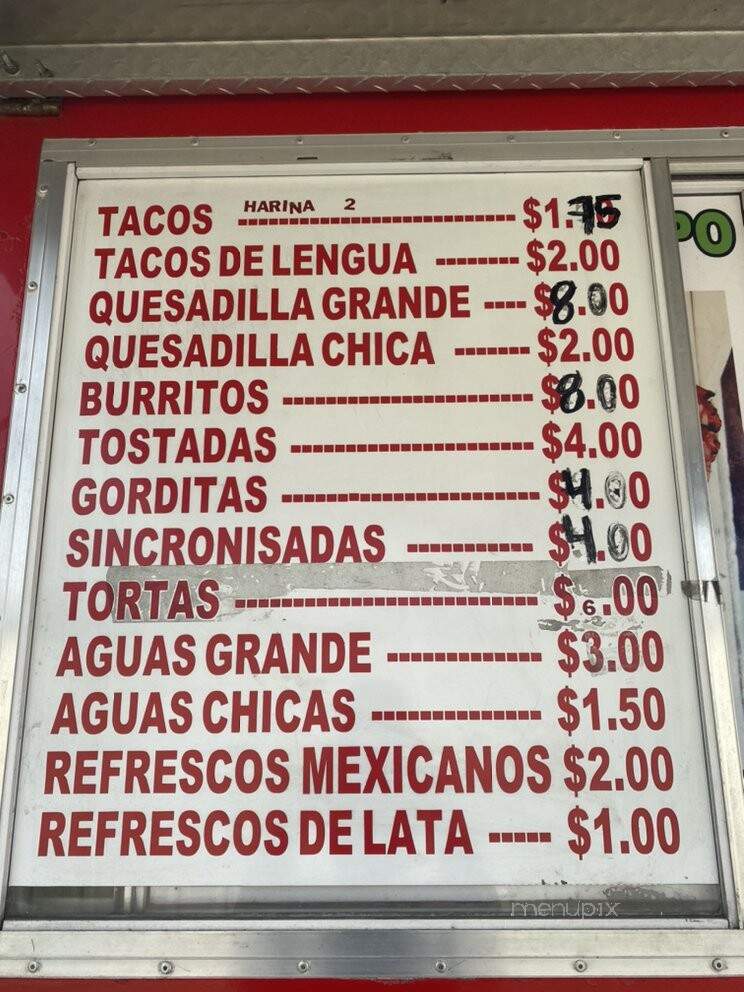 TACOS HARINA 2 ---------------------------- $1.75
TACOS DE LENGUA -------- $2.00
QUESADILLA GRANDE ---- $8.00
QUESADILLA CHICA ------- $2.00
BURRITOS ------------------------ $8.00
TOSTADAS ----------------------- $4.00
GORDITAS ------------------------ $4.00
SINCRONISADAS ------------ $4.00
TORTAS ---------------------------- $6.00
AGUAS GRANDE -------------- $3.00
AGUAS CHICAS --------------- $1.50
REFRESCOS MEXICANOS $2.00
REFRESCOS DE LATA ----- $1.00
PO
menupix